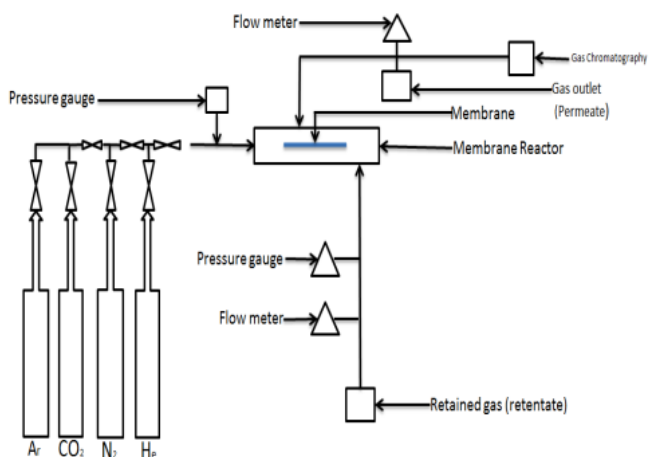 Flow meter
Gas Chromatography
Pressure gauge
Gas outlet
(Permeate)
Membrane
Membrane Reactor
Pressure gauge
Flow meter
Retained gas (retentate)
Ar CO₂ N₂ He